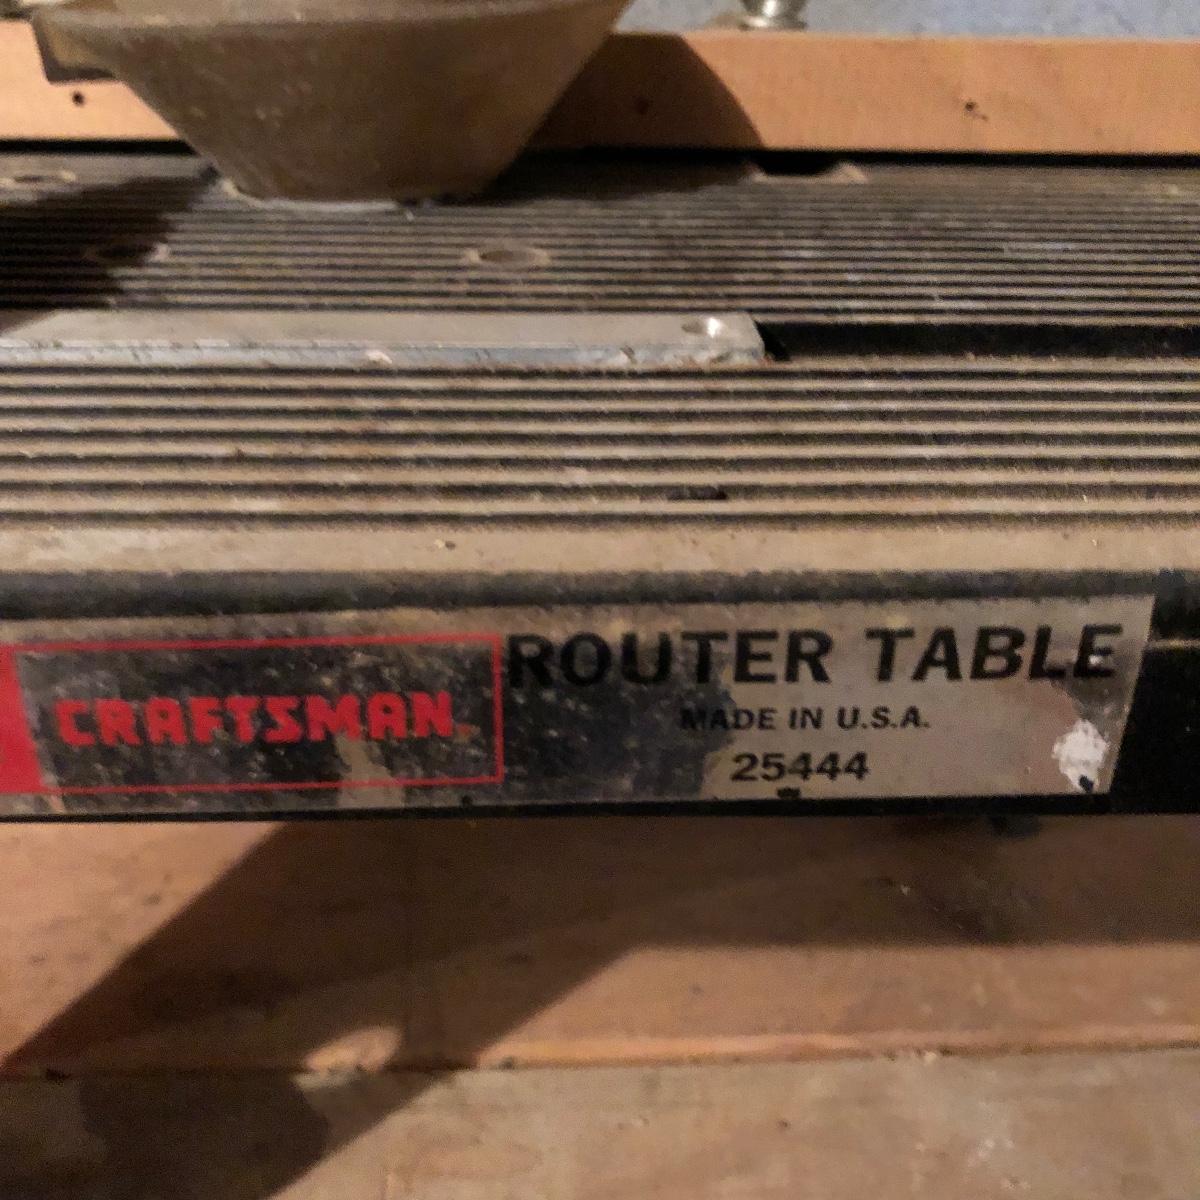 CRAFTSMAN
ROUTER TABLE
MADE IN U.S.A.
25444